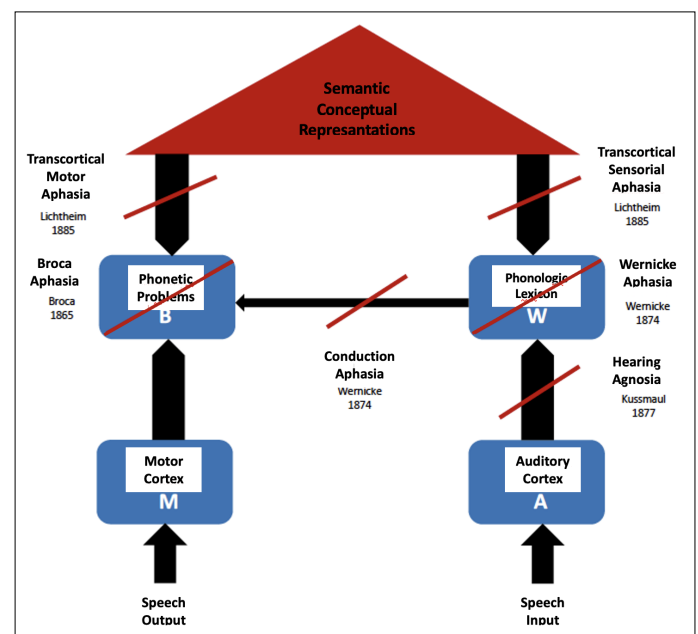 Semantic
Conceptual
Represantations
Transcortical
Motor
Aphasia
Lichtheim
1885
Transcortical
Sensorial
Aphasia
Lichtheim
1885
Broca
Aphasia
Broca
1865
Phonetic
Problems
B
Phonologic
Lexicon
W
Wernicke
Aphasia
Wernicke
1874
Conduction
Aphasia
Wernicke
1874
Hearing
Agnosia
Kussmaul
1877
Motor
Cortex
M
Auditory
Cortex
A
Speech
Output
Speech
Input